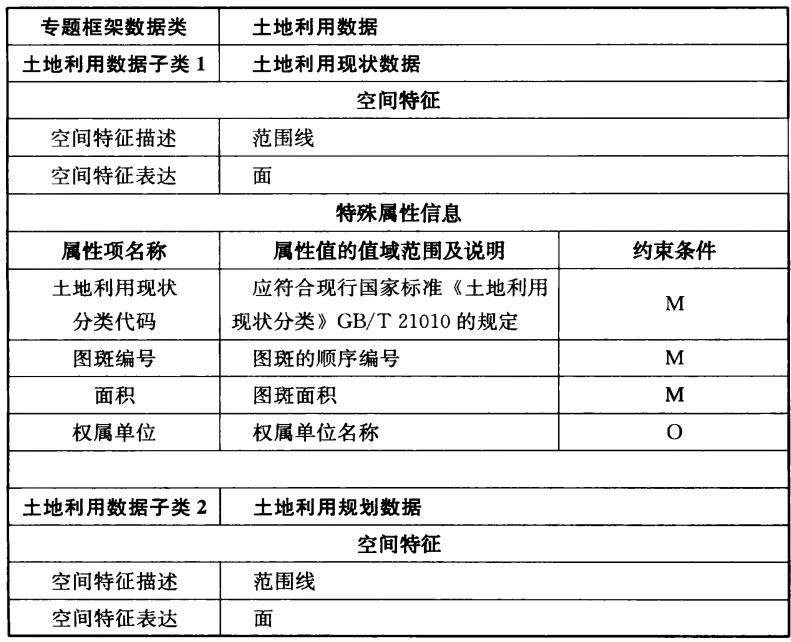 专题框架数据类 土地利用数据
土地利用数据子类 1 土地利用现状数据
空间特征
空间特征描述 范围线
空间特征表达 面
特殊属性信息
属性项名称 属性值的值域范围及说明 约束条件
土地利用现状 应符合现行国家标准《土地利用
分类代码 现状分类》GB/T 21010 的规定 M
图斑编号 图斑的顺序编号 M
面积 图斑面积 M
权属单位 权属单位名称 O
土地利用数据子类 2 土地利用规划数据
空间特征
空间特征描述 范围线
空间特征表达 面